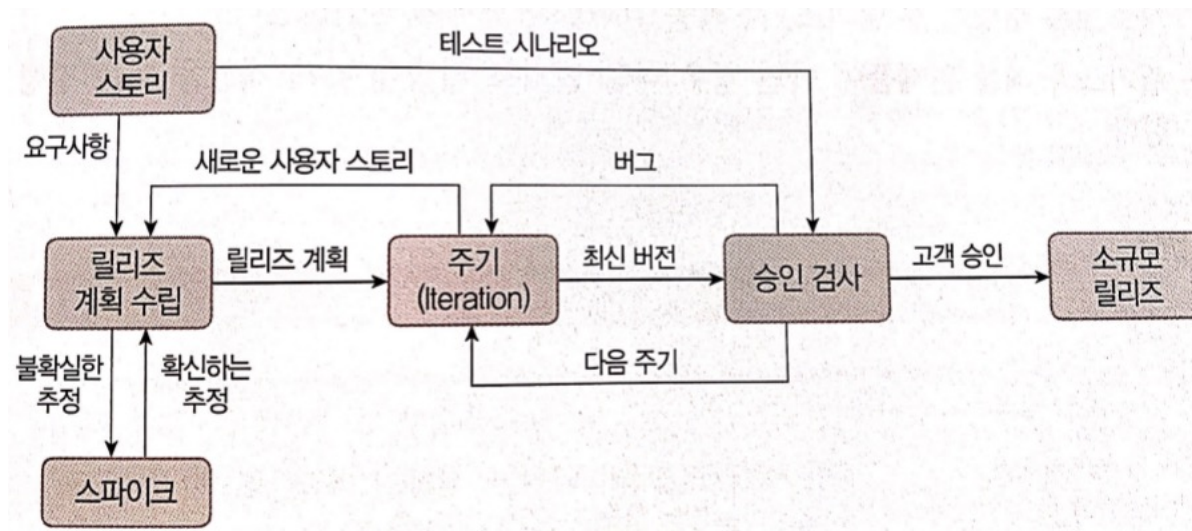 사용자
스토리
테스트 시나리오
요구사항
새로운 사용자 스토리
버그
릴리즈
계획 수립
릴리즈 계획
주기
(Iteration)
최신 버전
승인 검사
고객 승인
소규모
릴리즈
불확실한
추정
확신하는
추정
다음 주기
스파이크